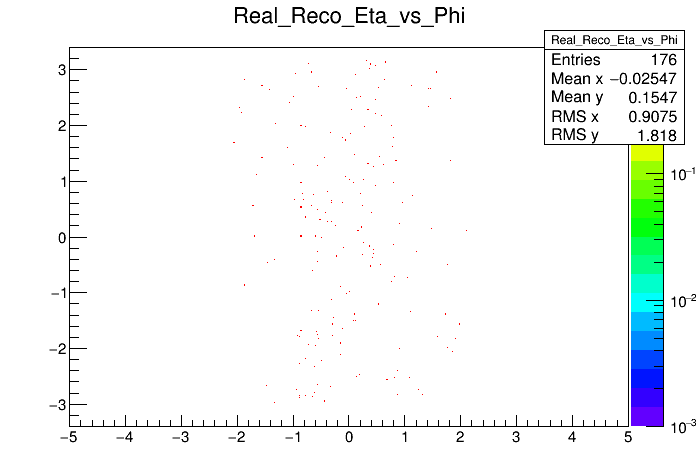 Real_Reco_Eta_vs_Phi
Real_Reco_Eta_vs_Phi
Entries 176
Mean x −0.02547
Mean y 0.1547
RMS x 0.9075
RMS y 1.818
3
2
1
0
−1
−2
−3
−5 −4 −3 −2 −1 0 1 2 3 4 5
10−1
10−2
10−3